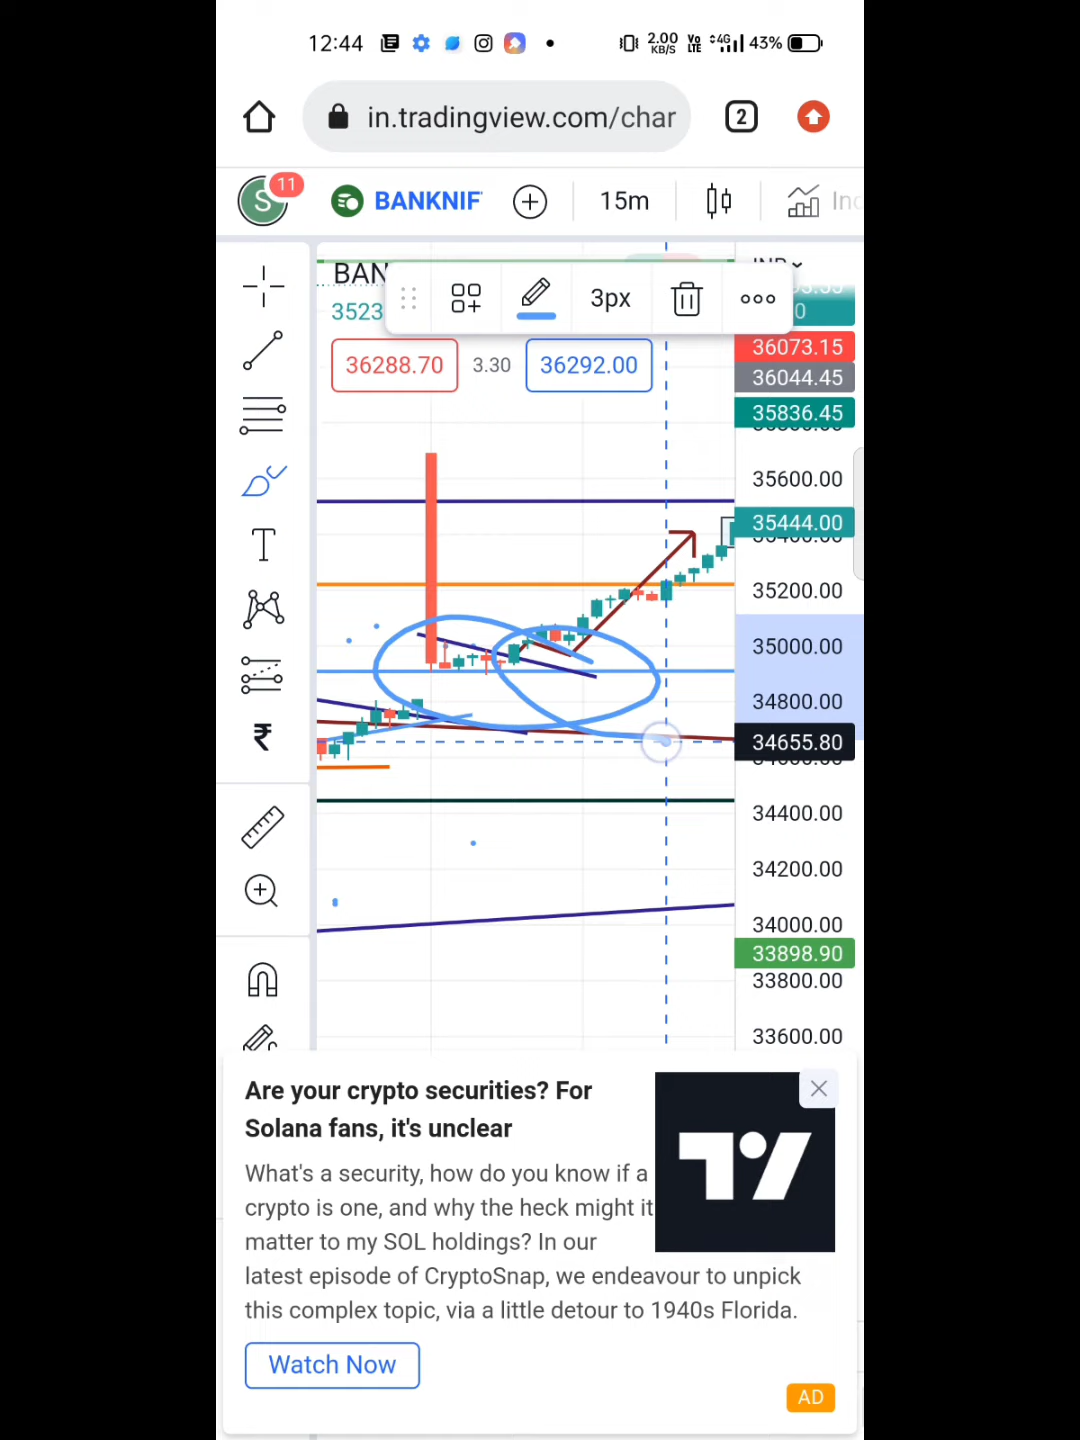 12:44
2.00
KB/S
Vo
LTE
4G
43%
in.tradingview.com/char
2
S
11
BANKNIF
15m
BAN
3px
3523
36288.70
3.30
36292.00
36073.15
36044.45
35836.45
35600.00
35444.00
35200.00
35000.00
34800.00
34655.80
34400.00
34200.00
34000.00
33898.90
33800.00
33600.00
T
₹
Are your crypto securities? For
Solana fans, it's unclear
What's a security, how do you know if a
crypto is one, and why the heck might it
matter to my SOL holdings? In our
latest episode of CryptoSnap, we endeavour to unpick
this complex topic, via a little detour to 1940s Florida.
Watch Now
AD